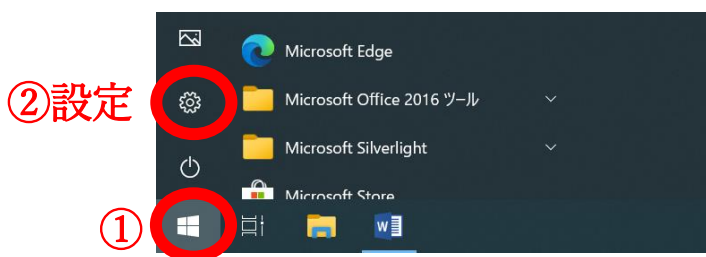 Microsoft Edge
②設定
Microsoft Office 2016 ツール
Microsoft Silverlight
Microsoft Store
①
W